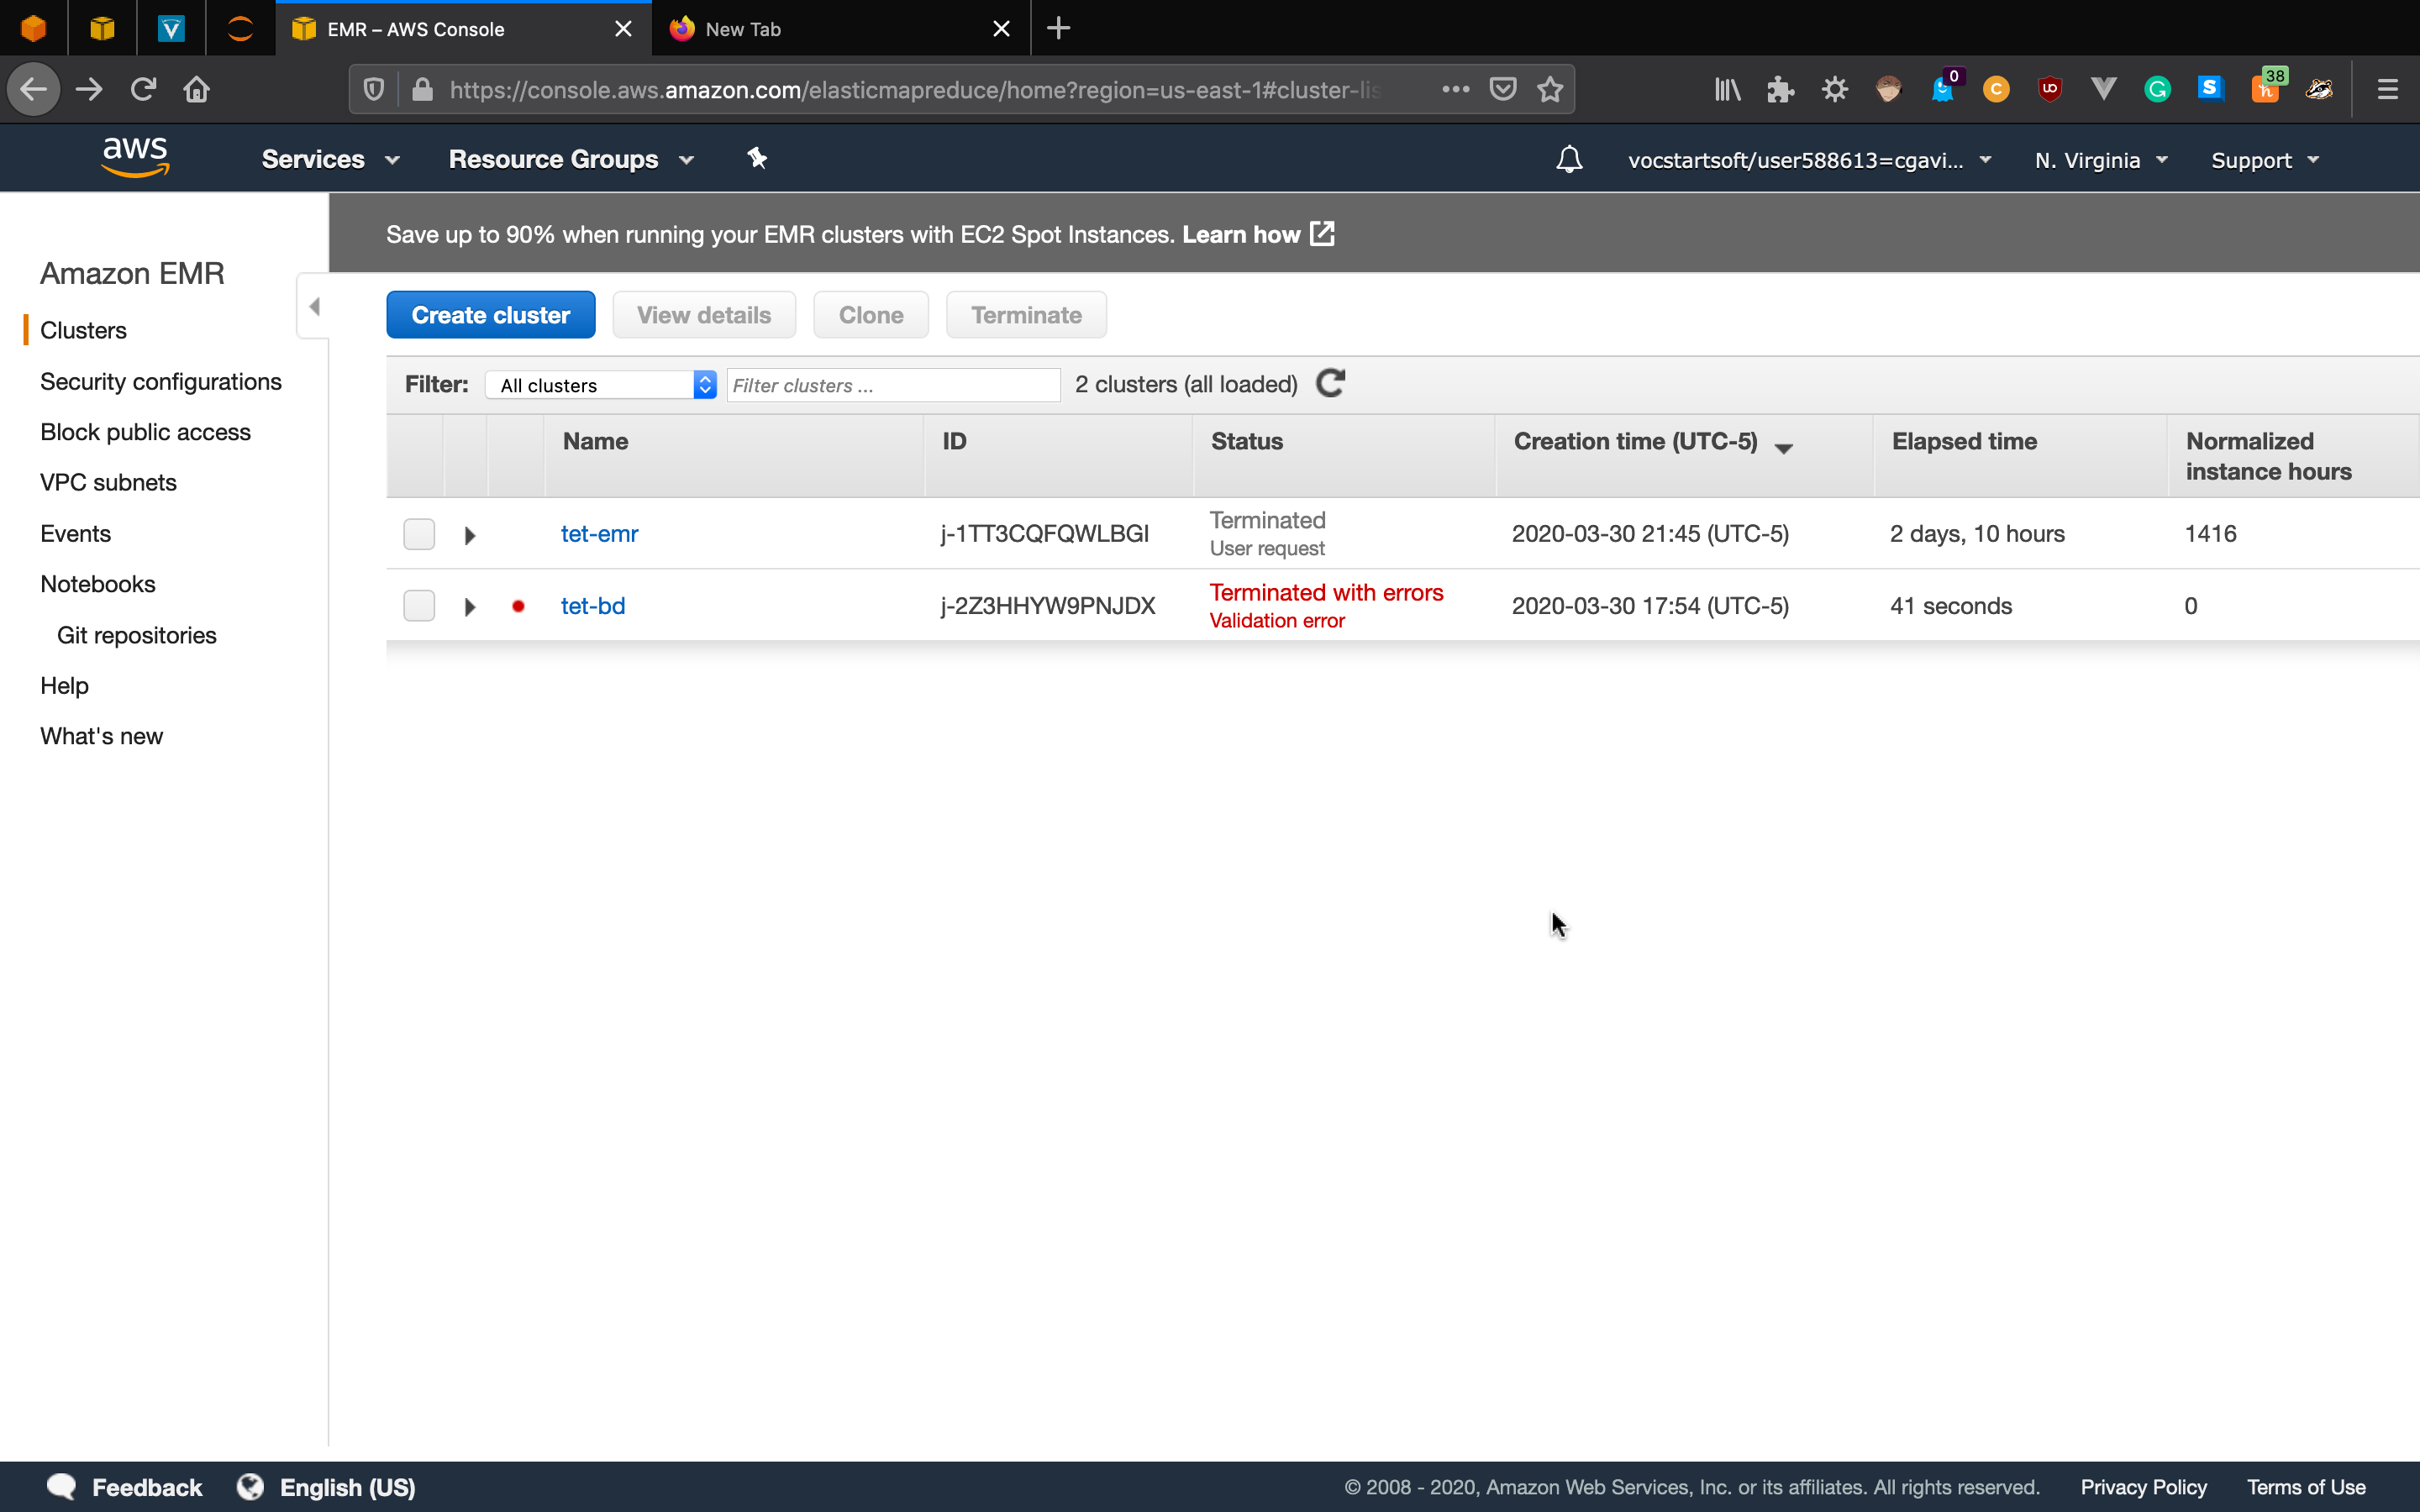 EMR – AWS Console
New Tab
https://console.aws.amazon.com/elasticmapreduce/home?region=us-east-1#cluster-lis
0
38
aws
Services
Resource Groups
vocstartsoft/user588613=cgavi...
N. Virginia
Support
Save up to 90% when running your EMR clusters with EC2 Spot Instances. Learn how
Amazon EMR
Clusters
Security configurations
Block public access
VPC subnets
Events
Notebooks
Git repositories
Help
What's new
Create cluster
View details
Clone
Terminate
Filter: All clusters Filter clusters ... 2 clusters (all loaded)
Name ID Status Creation time (UTC-5) Elapsed time Normalized
instance hours
tet-emr j-1TT3CQFQWLBGI Terminated 2020-03-30 21:45 (UTC-5) 2 days, 10 hours 1416
User request
tet-bd j-2Z3HHYW9PNJDX Terminated with errors 2020-03-30 17:54 (UTC-5) 41 seconds 0
Validation error
Feedback
English (US)
© 2008 - 2020, Amazon Web Services, Inc. or its affiliates. All rights reserved.
Privacy Policy
Terms of Use